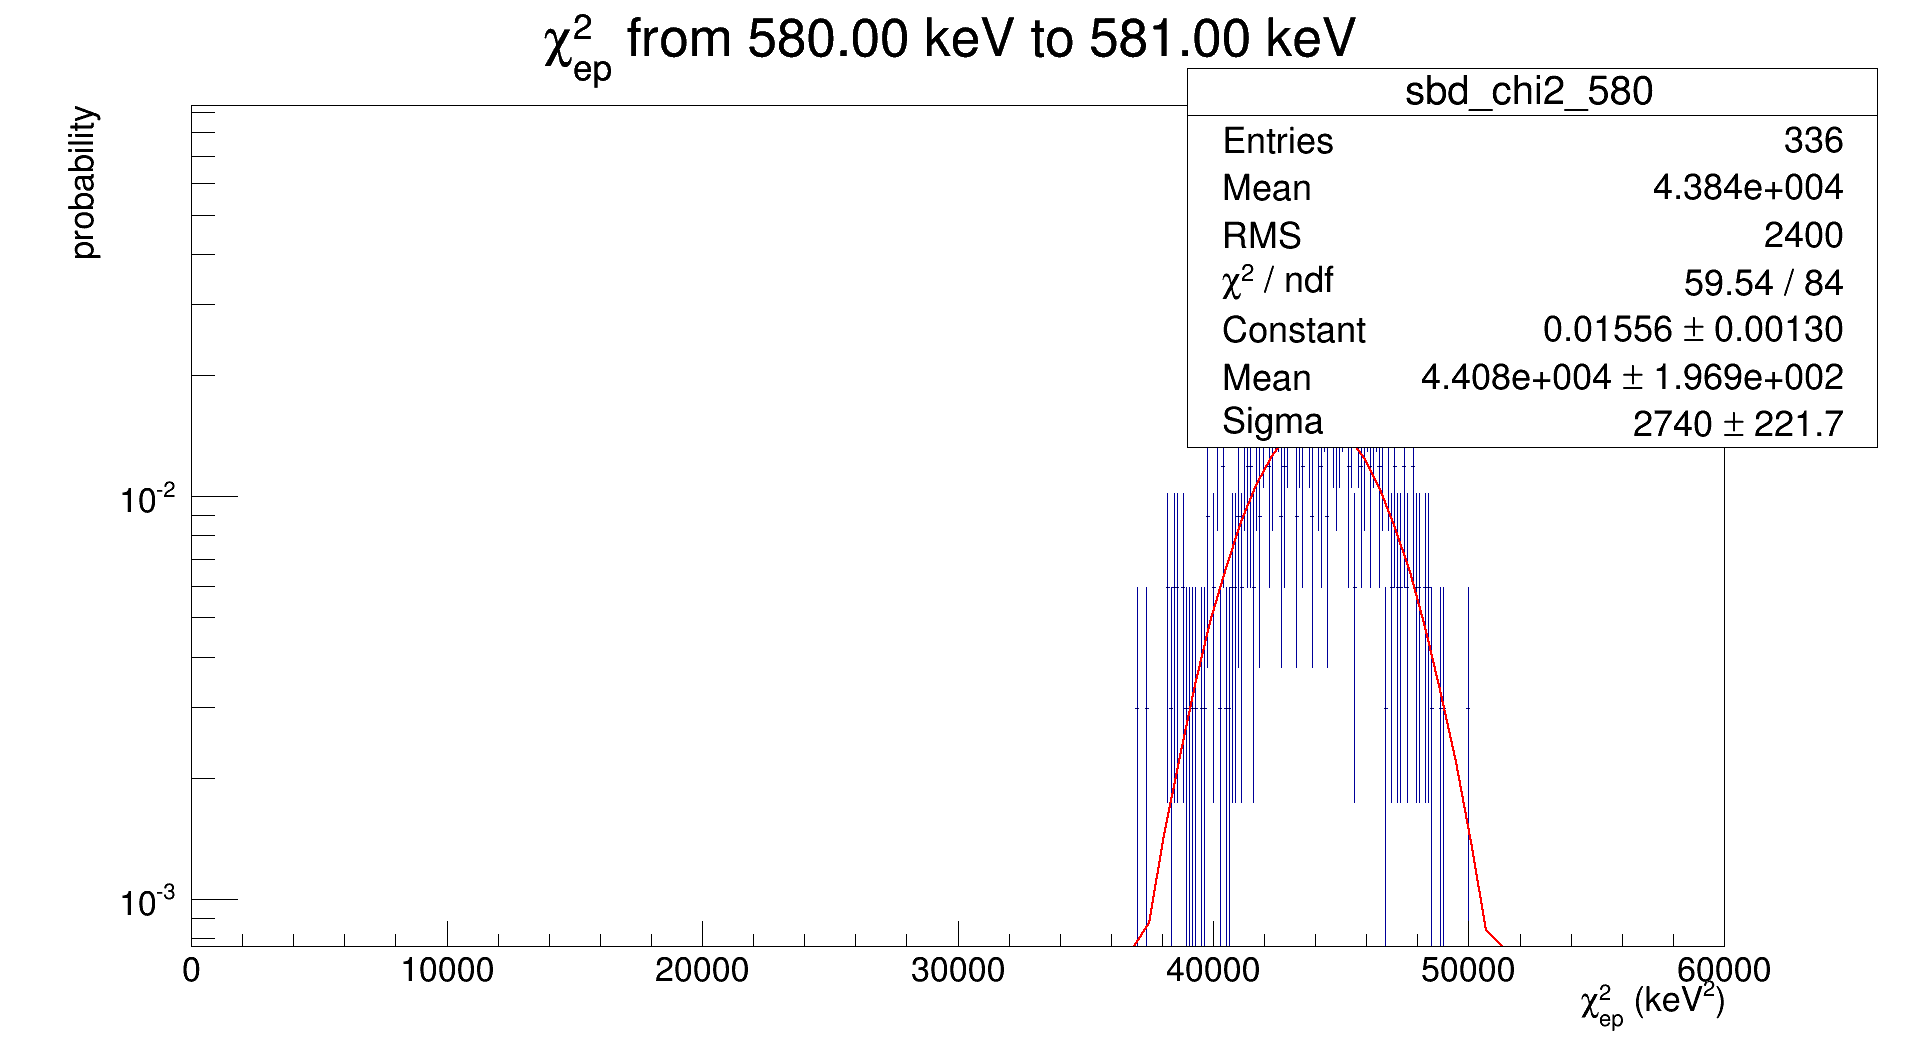 χ²ep from 580.00 keV to 581.00 keV
probability
sbd_chi2_580
Entries 336
Mean 4.384e+004
RMS 2400
χ² / ndf 59.54 / 84
Constant 0.01556 ± 0.00130
Mean 4.408e+004 ± 1.969e+002
Sigma 2740 ± 221.7
10⁻²
10⁻³
0 10000 20000 30000 40000 50000 60000
χ²ep (keV²)